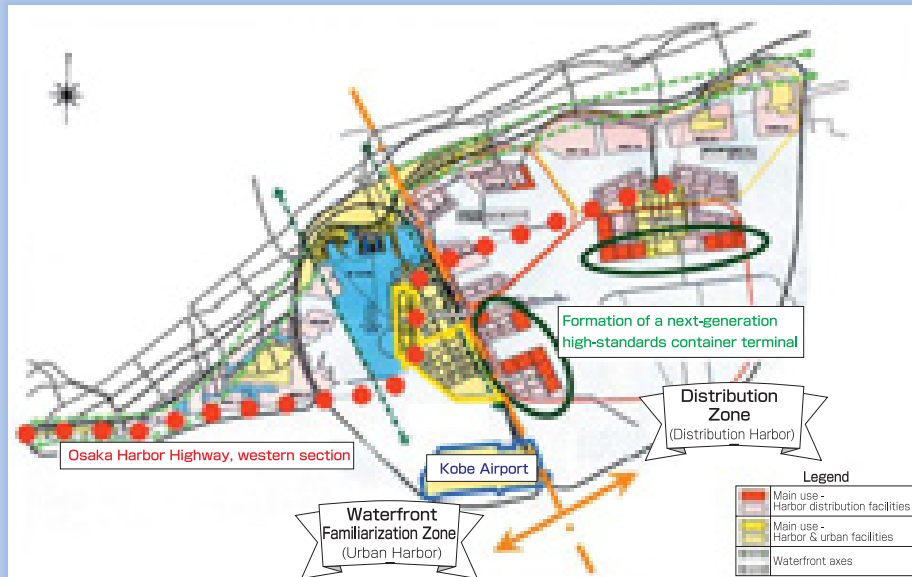 Formation of a next-generation
high-standards container terminal
Distribution
Zone
(Distribution Harbor)
Osaka Harbor Highway, western section
Kobe Airport
Waterfront
Familiarization Zone
(Urban Harbor)
Legend
Main use -
Harbor distribution facilities
Main use -
Harbor & urban facilities
Waterfront axes